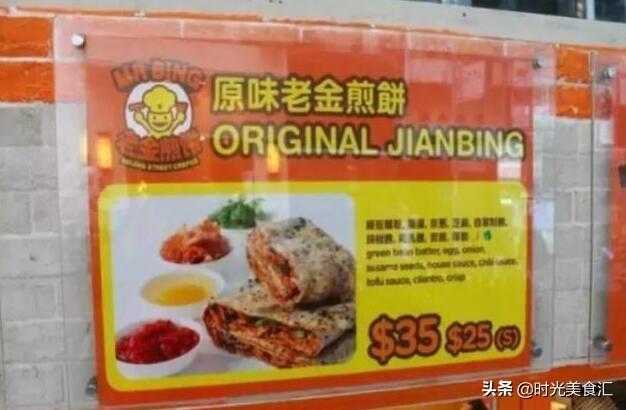 MR BING
老金煎餅
BEIJING STREET CREPES
原味老金煎餅
ORIGINAL JIANBING
green bean batter, egg, onion,
sesame seeds, house sauce, chili sauce,
tofu sauce, cilantro, crisp
$35 $25 (S)
头条 @时光美食汇